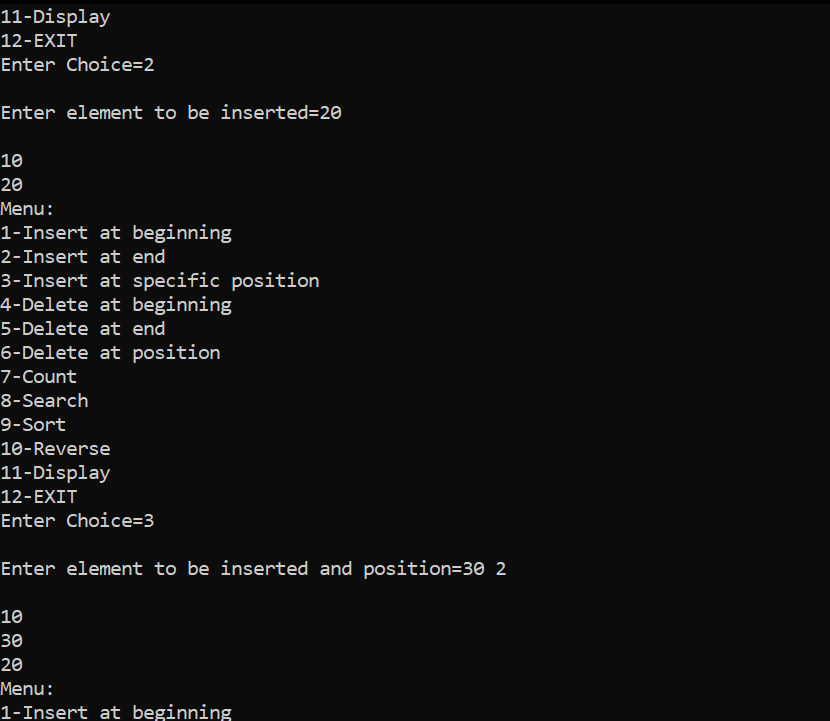 11-Display
12-EXIT
Enter Choice=2
Enter element to be inserted=20
10
20
Menu:
1-Insert at beginning
2-Insert at end
3-Insert at specific position
4-Delete at beginning
5-Delete at end
6-Delete at position
7-Count
8-Search
9-Sort
10-Reverse
11-Display
12-EXIT
Enter Choice=3
Enter element to be inserted and position=30 2
10
30
20
Menu:
1-Insert at beginning